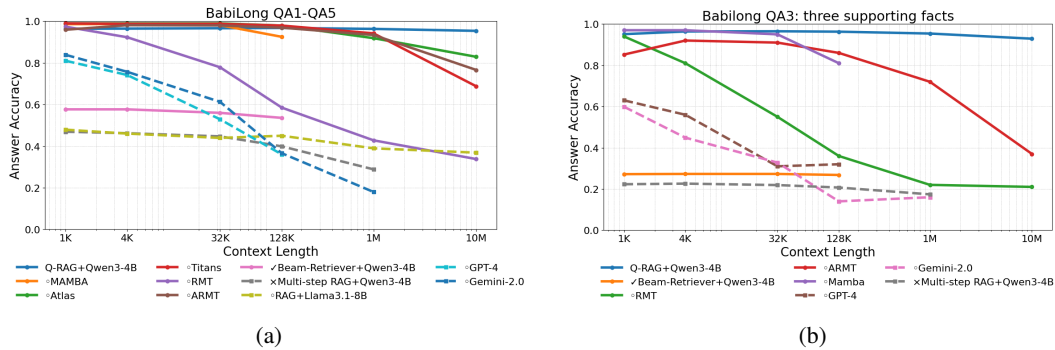 BabiLong QA1-QA5
Answer Accuracy
1.0
0.8
0.6
0.4
0.2
0.0
1K 4K 32K 128K 1M 10M
Context Length
Q-RAG+Qwen3-4B ◦Titans ✓Beam-Retriever+Qwen3-4B ◦GPT-4
◦MAMBA ◦RMT ×Multi-step RAG+Qwen3-4B ◦Gemini-2.0
◦Atlas ◦ARMT ◦RAG+Llama3.1-8B
(a)
Babilong QA3: three supporting facts
Answer Accuracy
1.0
0.8
0.6
0.4
0.2
0.0
1K 4K 32K 128K 1M 10M
Context Length
Q-RAG+Qwen3-4B ◦ARMT ◦Gemini-2.0
✓Beam-Retriever+Qwen3-4B ◦Mamba ×Multi-step RAG+Qwen3-4B
◦RMT ◦GPT-4
(b)